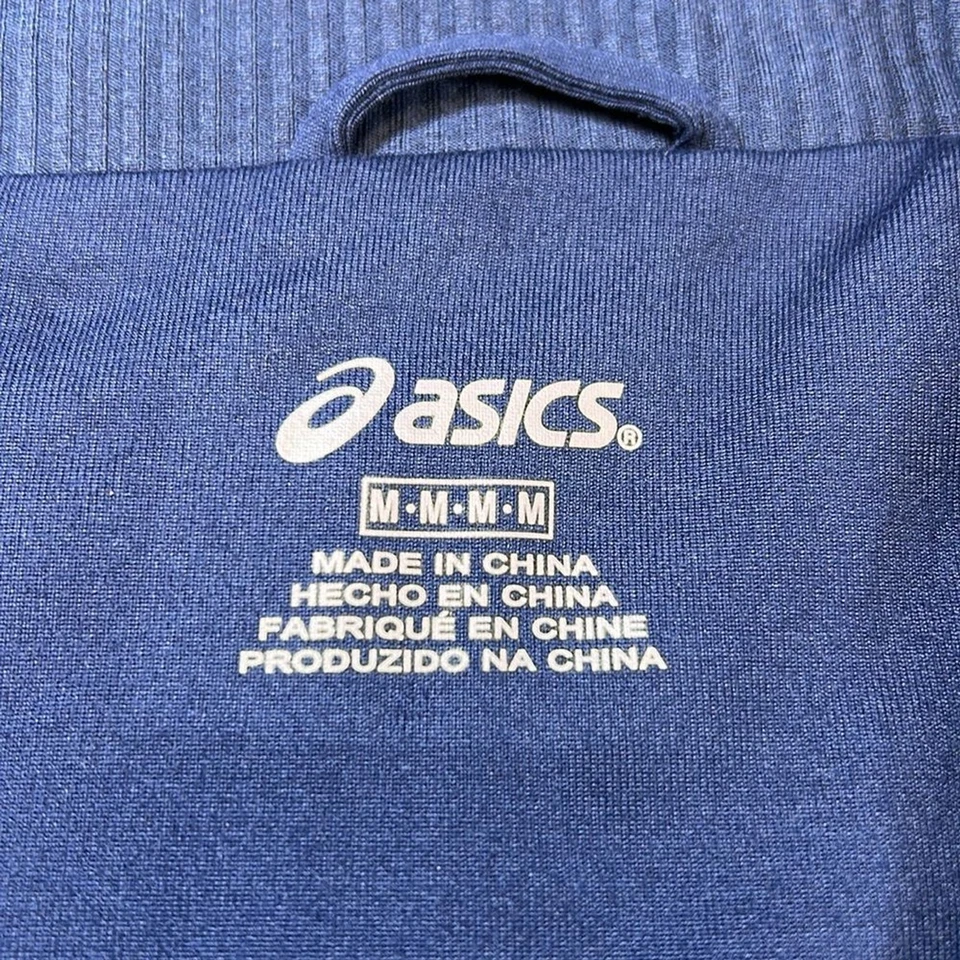 asics®
M·M·M·M
MADE IN CHINA
HECHO EN CHINA
FABRIQUÉ EN CHINE
PRODUZIDO NA CHINA